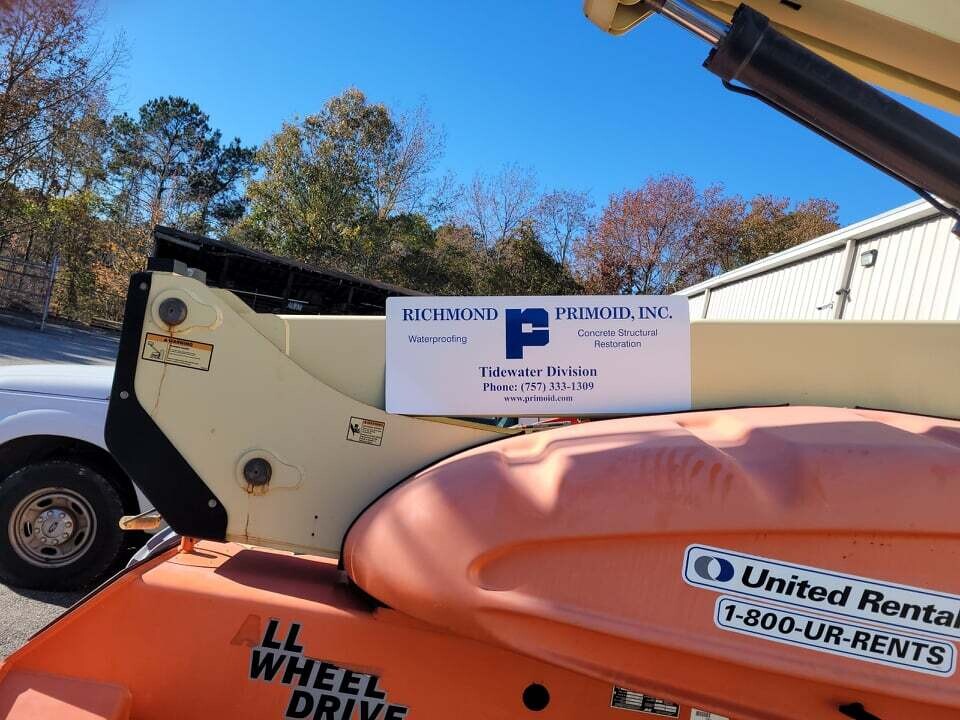 RICHMOND PRIMOID, INC.
Waterproofing
Concrete Structural
Restoration
Tidewater Division
Phone: (757) 333-1309
www.primoid.com
WARNING
United Rental
1-800-UR-RENTS
ALL
WHEEL
DRIVE